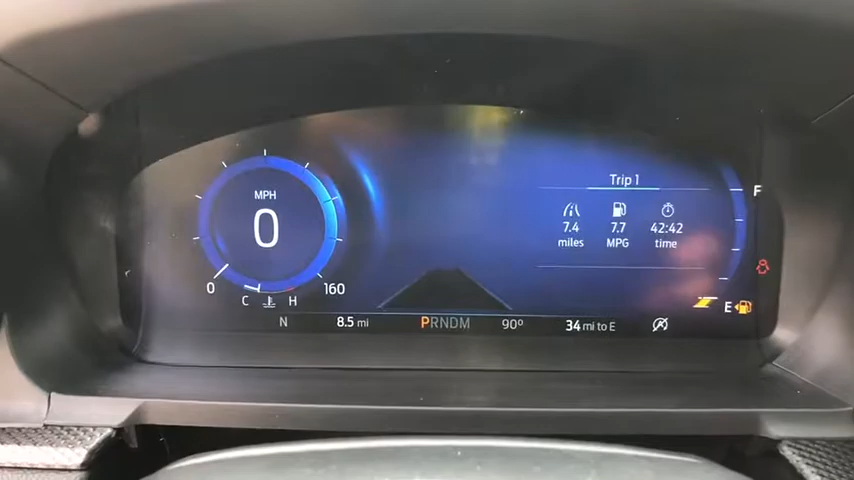 Trip 1
F
MPH
0
7.4 7.7 42:42
miles MPG time
0 160
C H
E
N 8.5 mi PRNDM 90° 34 mi to E